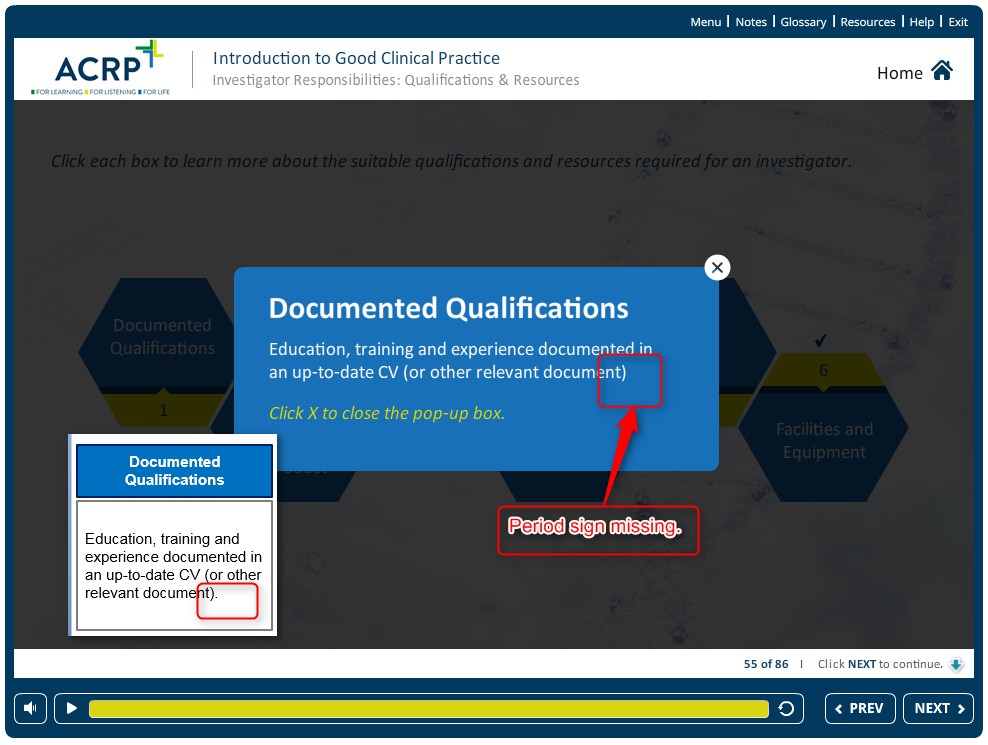 Menu | Notes | Glossary | Resources | Help | Exit
ACRP
FOR LEARNING FOR LISTENING FOR LIFE
Introduction to Good Clinical Practice
Investigator Responsibilities: Qualifications & Resources
Home
Click each box to learn more about the suitable qualifications and resources required for an investigator.
Documented
Qualifications
1
Documented Qualifications
Education, training and experience documented in
an up-to-date CV (or other relevant document)
Click X to close the pop-up box.
6
Facilities and
Equipment
Period sign missing.
Documented
Qualifications
Education, training and
experience documented in
an up-to-date CV (or other
relevant document).
55 of 86 | Click NEXT to continue.
PREV
NEXT